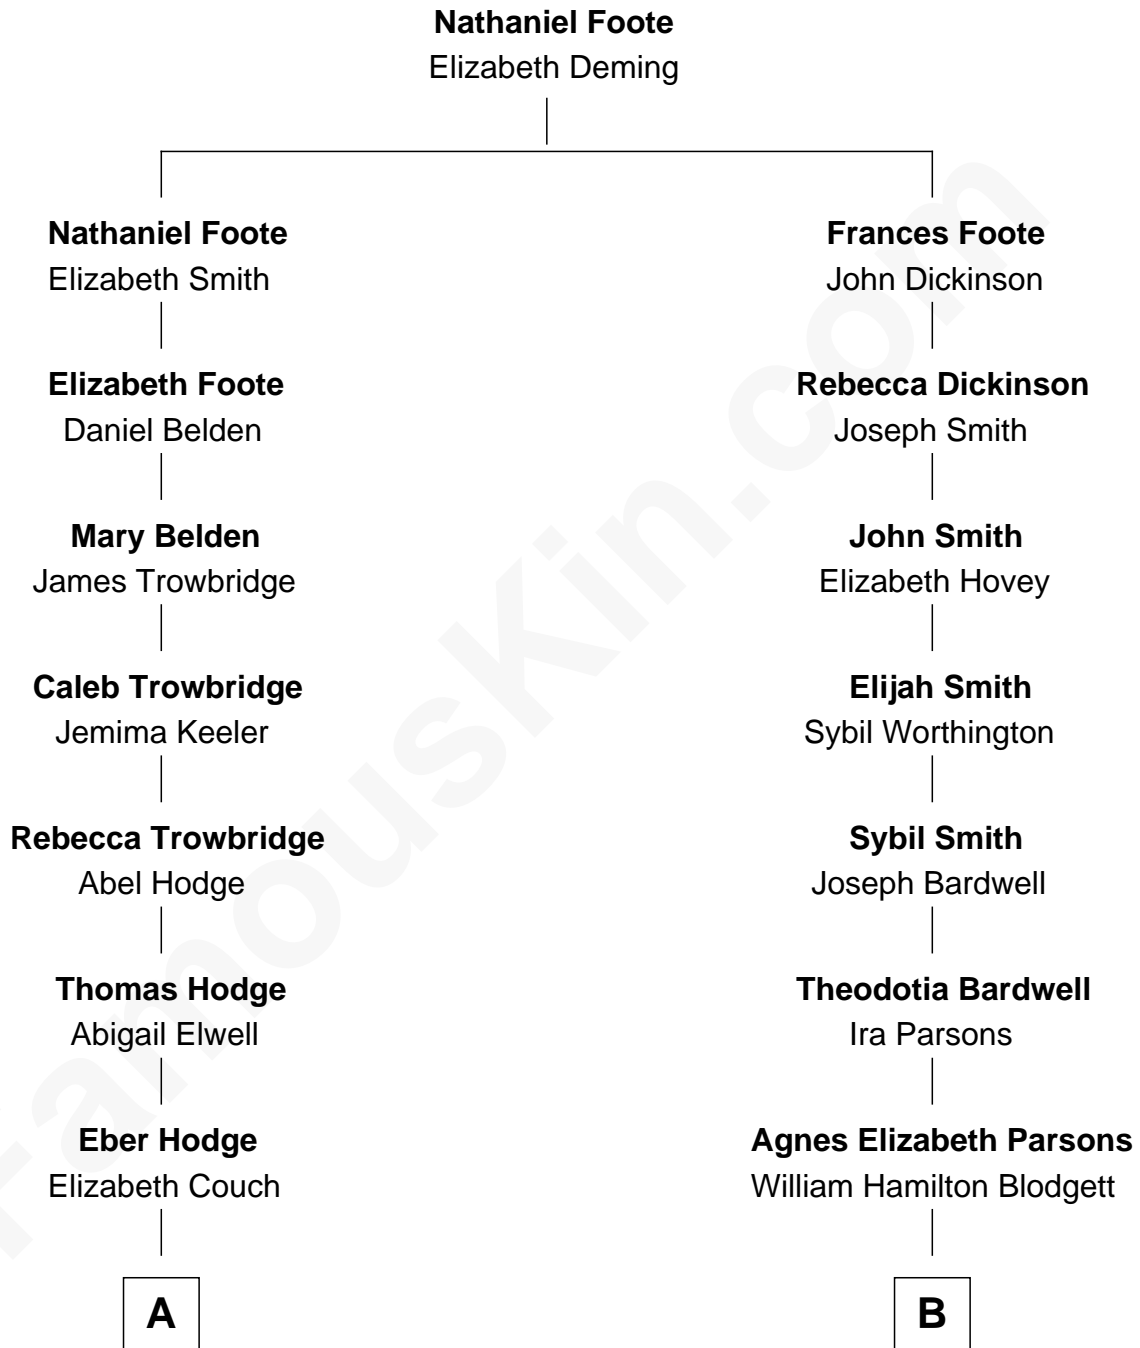 Nathaniel Foote
Elizabeth Deming
Nathaniel Foote
Elizabeth Smith
Frances Foote
John Dickinson
Elizabeth Foote
Daniel Belden
Rebecca Dickinson
Joseph Smith
Mary Belden
James Trowbridge
John Smith
Elizabeth Hovey
Caleb Trowbridge
Jemima Keeler
Elijah Smith
Sybil Worthington
Rebecca Trowbridge
Abel Hodge
Sybil Smith
Joseph Bardwell
Thomas Hodge
Abigail Elwell
Theodotia Bardwell
Ira Parsons
Eber Hodge
Elizabeth Couch
Agnes Elizabeth Parsons
William Hamilton Blodgett
A
B
FamousKin.com